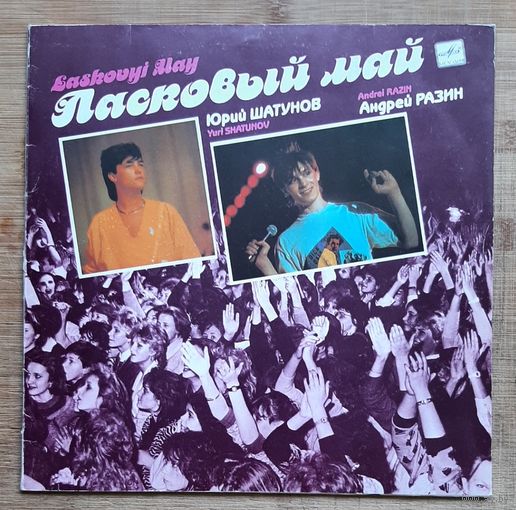 Laskovyi May
Ласковый май
Юрий ШАТУНОВ
Yuri SHATUNOV
Andrei RAZIN
Андрей РАЗИН